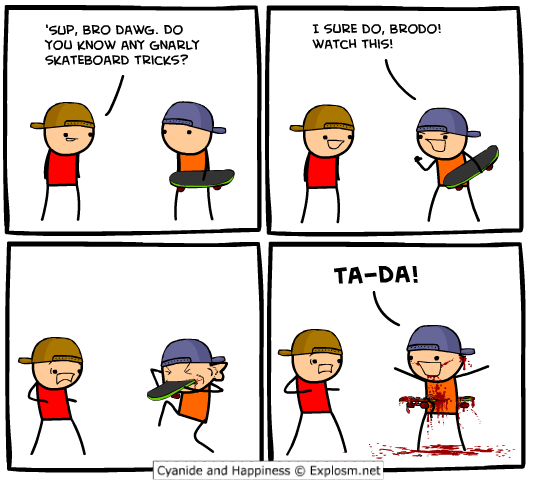 'SUP, BRO DAWG. DO
YOU KNOW ANY GNARLY
SKATEBOARD TRICKS?
I SURE DO, BRODO!
WATCH THIS!
TA-DA!
Cyanide and Happiness © Explosm.net